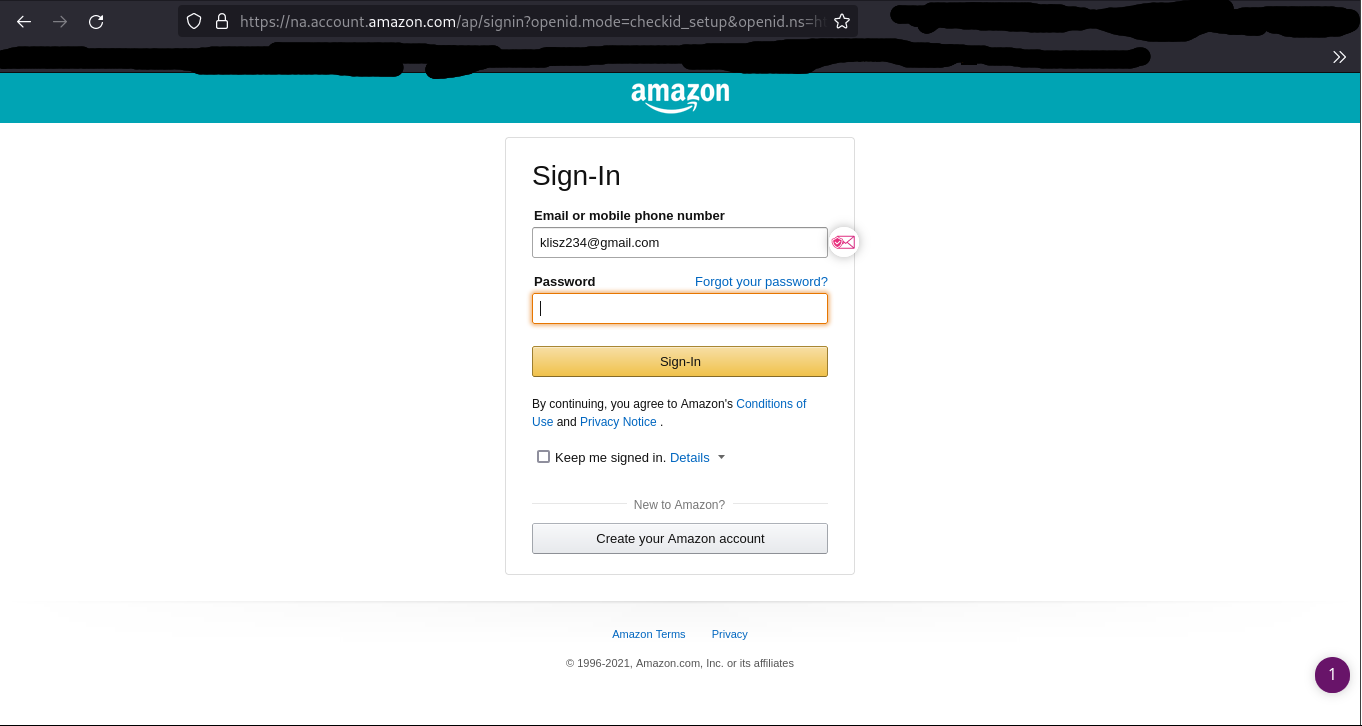 https://na.account.amazon.com/ap/signin?openid.mode=checkid_setup&openid.ns=ht
amazon
Sign-In
Email or mobile phone number
klisz234@gmail.com
Password Forgot your password?
Sign-In
By continuing, you agree to Amazon's Conditions of
Use and Privacy Notice .
Keep me signed in. Details
New to Amazon?
Create your Amazon account
Amazon Terms Privacy
© 1996-2021, Amazon.com, Inc. or its affiliates
1